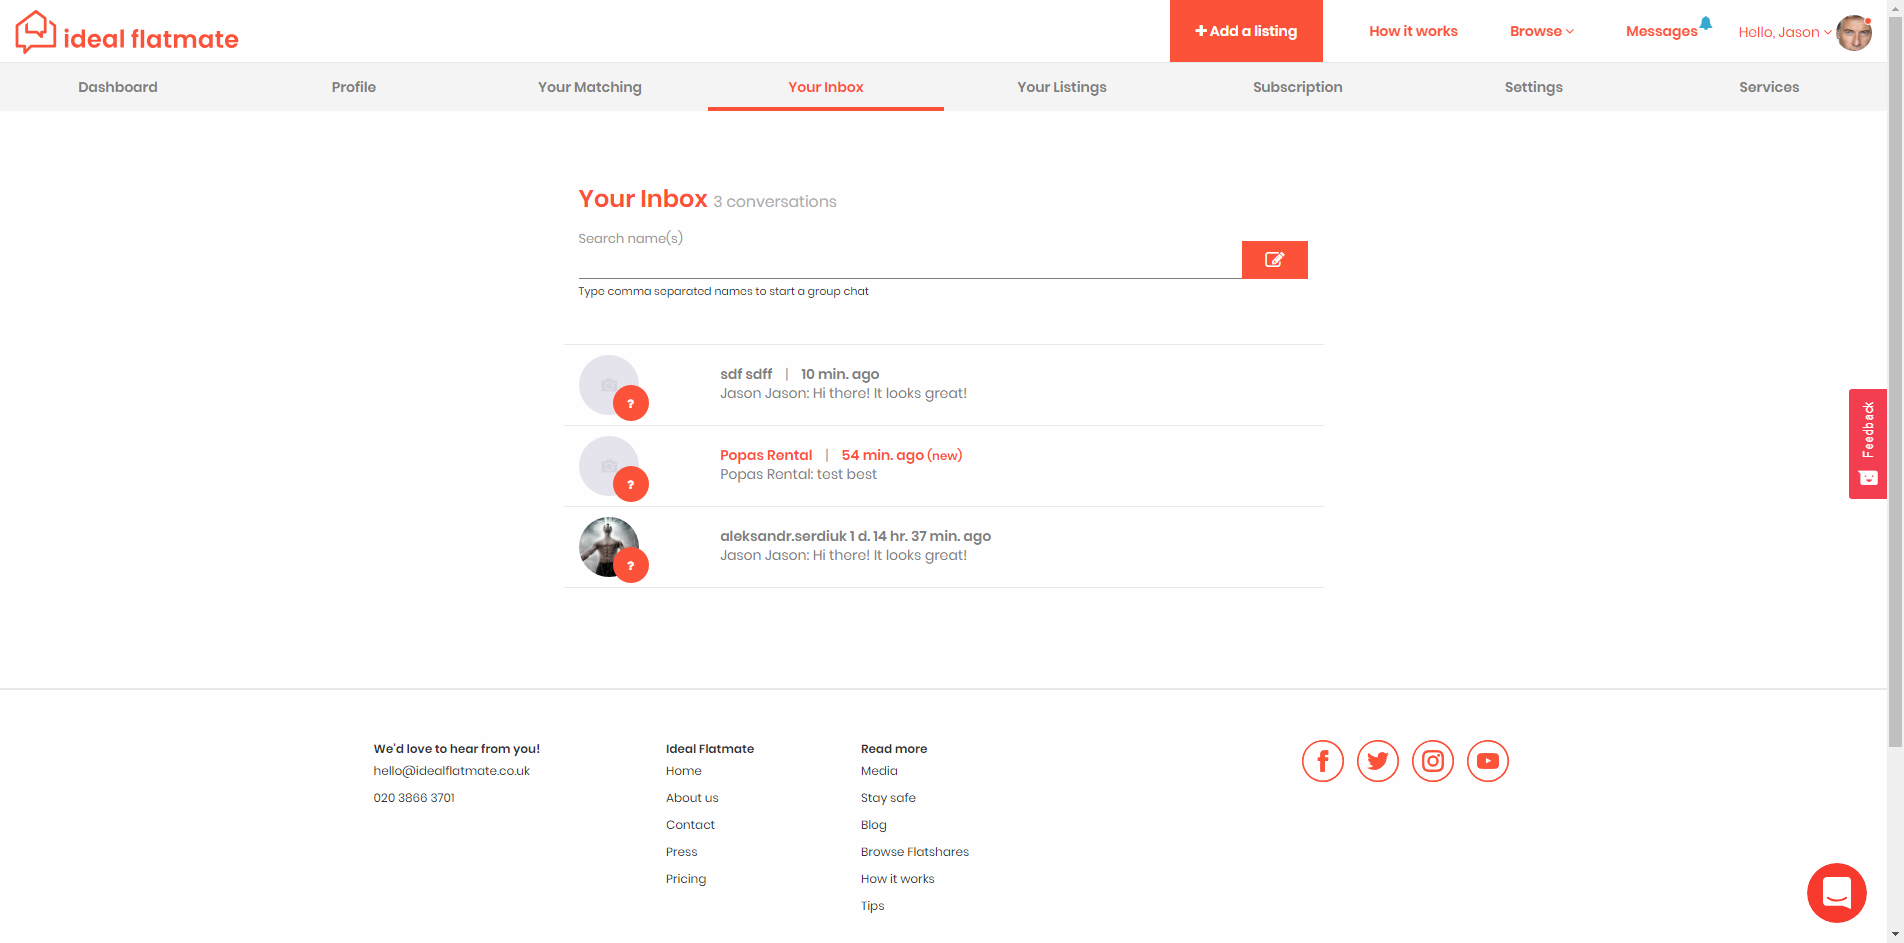 ideal flatmate
Add a listing
How it works
Browse
Messages
Hello, Jason
Dashboard
Profile
Your Matching
Your Inbox
Your Listings
Subscription
Settings
Services
Your Inbox 3 conversations
Search name(s)
Type comma separated names to start a group chat
sdf sdff | 10 min. ago
Jason Jason: Hi there! It looks great!
?
Popas Rental | 54 min. ago (new)
Popas Rental: test best
?
aleksandr.serdiuk 1 d. 14 hr. 37 min. ago
Jason Jason: Hi there! It looks great!
?
Feedback
We'd love to hear from you!
hello@idealflatmate.co.uk
020 3866 3701
Ideal Flatmate
Home
About us
Contact
Press
Pricing
Read more
Media
Stay safe
Blog
Browse Flatshares
How it works
Tips